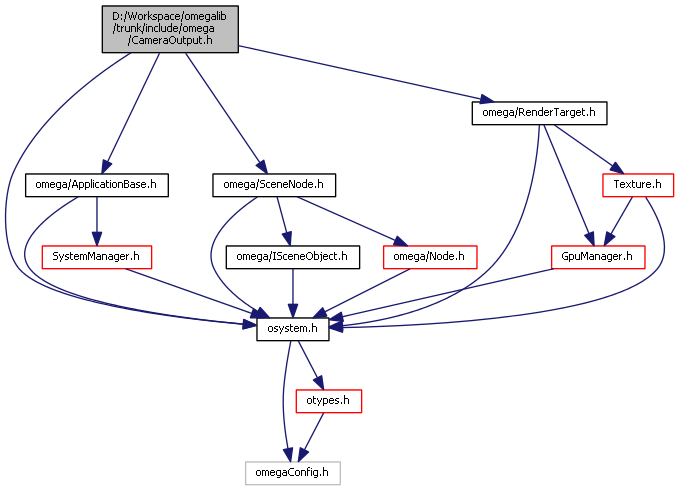 D:/Workspace/omegalib
/trunk/include/omega
/CameraOutput.h
omega/RenderTarget.h
omega/ApplicationBase.h
omega/SceneNode.h
Texture.h
SystemManager.h
omega/ISceneObject.h
omega/Node.h
GpuManager.h
osystem.h
otypes.h
omegaConfig.h